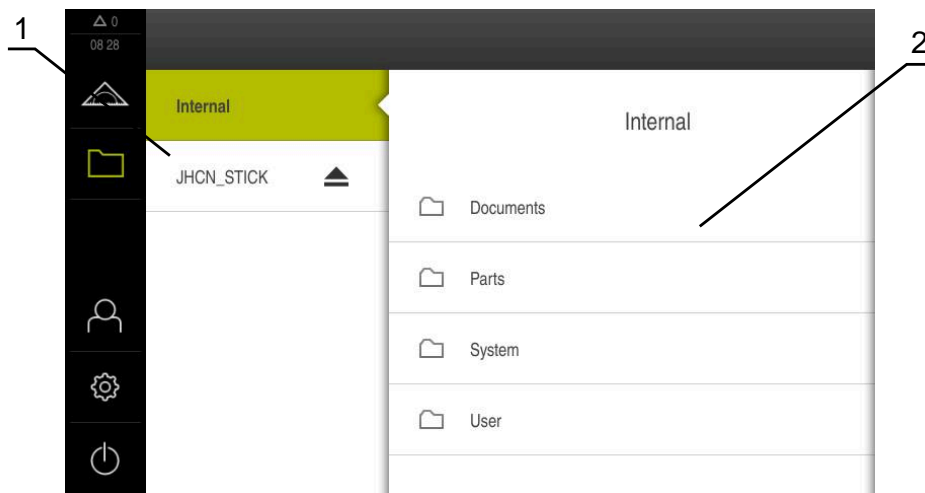 1
△ 0
08 28
2
Internal
Internal
JHCN_STICK
Documents
Parts
System
User